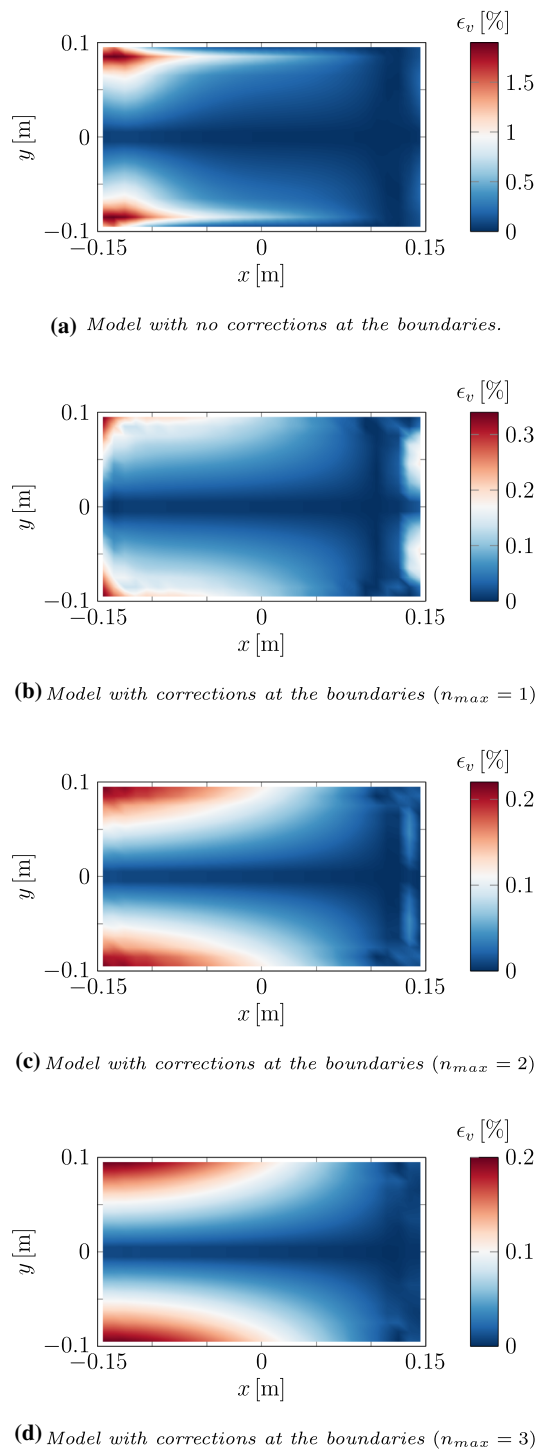 ϵ_v [%]
0.1
0
−0.1
y [m]
−0.15
0
0.15
x [m]
1.5
1
0.5
0
(a) Model with no corrections at the boundaries.
ϵ_v [%]
0.1
0
−0.1
y [m]
−0.15
0
0.15
x [m]
0.3
0.2
0.1
0
(b) Model with corrections at the boundaries (n_max = 1)
ϵ_v [%]
0.1
0
−0.1
y [m]
−0.15
0
0.15
x [m]
0.2
0.1
0
(c) Model with corrections at the boundaries (n_max = 2)
ϵ_v [%]
0.1
0
−0.1
y [m]
−0.15
0
0.15
x [m]
0.2
0.1
0
(d) Model with corrections at the boundaries (n_max = 3)